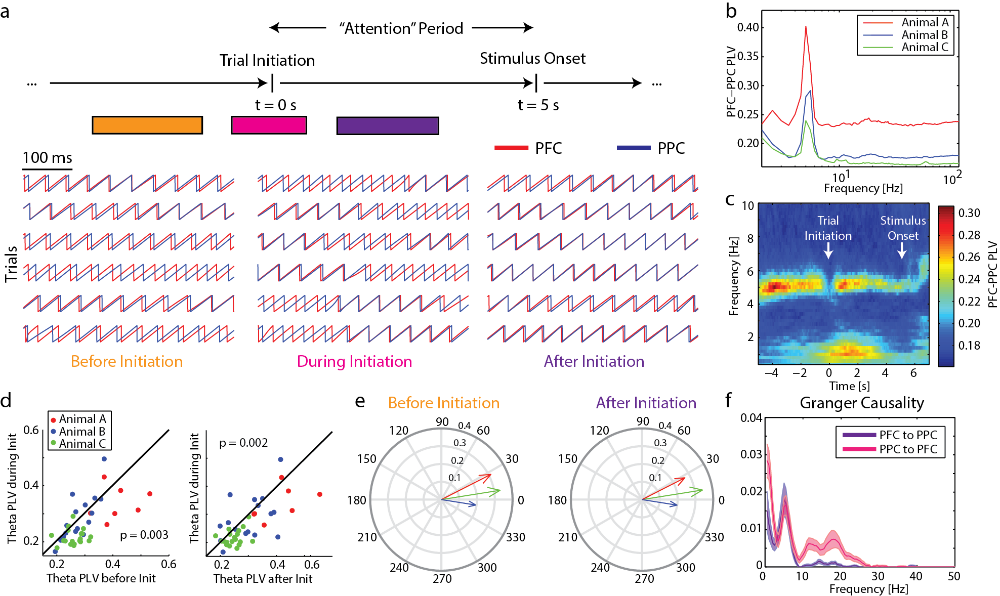 a
“Attention” Period
Trial Initiation
Stimulus Onset
...
...
t = 0 s
t = 5 s
PFC
PPC
100 ms
Trials
Before Initiation
During Initiation
After Initiation
b
Animal A
Animal B
Animal C
0.40
0.35
0.30
0.25
0.20
PFC–PPC PLV
10¹
10²
Frequency [Hz]
c
10
8
6
4
2
Frequency [Hz]
Trial
Initiation
Stimulus
Onset
−4
−2
0
2
4
6
Time [s]
0.30
0.28
0.26
0.24
0.22
0.20
0.18
PFC-PPC PLV
d
Animal A
Animal B
Animal C
0.6
0.4
0.2
Theta PLV during Init
p = 0.003
0.2
0.4
0.6
Theta PLV before Init
Theta PLV during Init
p = 0.002
0.2
0.4
0.6
Theta PLV after Init
e
Before Initiation
90
0.4
60
120
0.3
30
150
0.2
0.1
180
0
210
330
240
300
270
After Initiation
90
0.4
60
120
0.3
30
150
0.2
0.1
180
0
210
330
240
300
270
f
Granger Causality
0.04
0.03
0.02
0.01
0
PFC to PPC
PPC to PFC
0
10
20
30
40
50
Frequency [Hz]